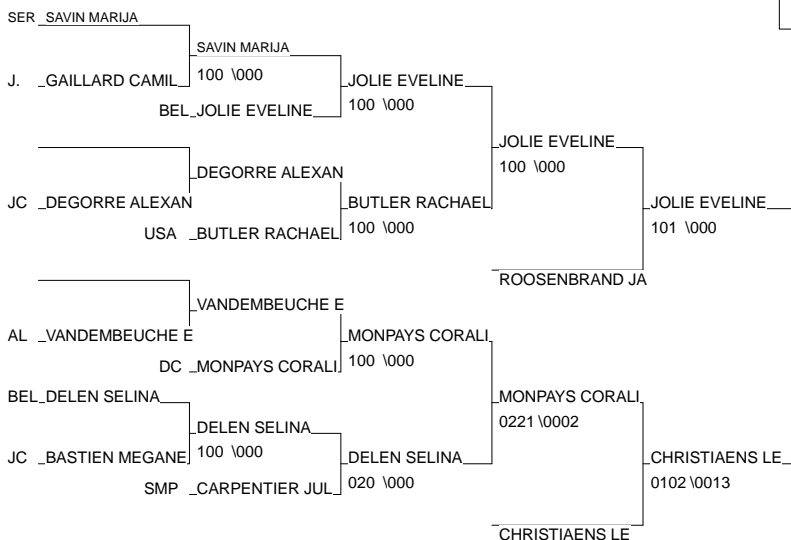 SER SAVIN MARIJA
SAVIN MARIJA
100 \000
J. GAILLARD CAMIL
JOLIE EVELINE
100 \000
BEL JOLIE EVELINE
JOLIE EVELINE
100 \000
DEGORRE ALEXAN
JC DEGORRE ALEXAN
BUTLER RACHAEL
100 \000
JOLIE EVELINE
101 \000
USA BUTLER RACHAEL
ROOSENBRAND JA
VANDEMBEUCHE E
AL VANDEMBEUCHE E
MONPAYS CORALI
100 \000
DC MONPAYS CORALI
BEL DELEN SELINA
MONPAYS CORALI
0221 \0002
DELEN SELINA
100 \000
JC BASTIEN MEGANE
DELEN SELINA
020 \000
CHRISTIAENS LE
0102 \0013
SMP CARPENTIER JUL
CHRISTIAENS LE